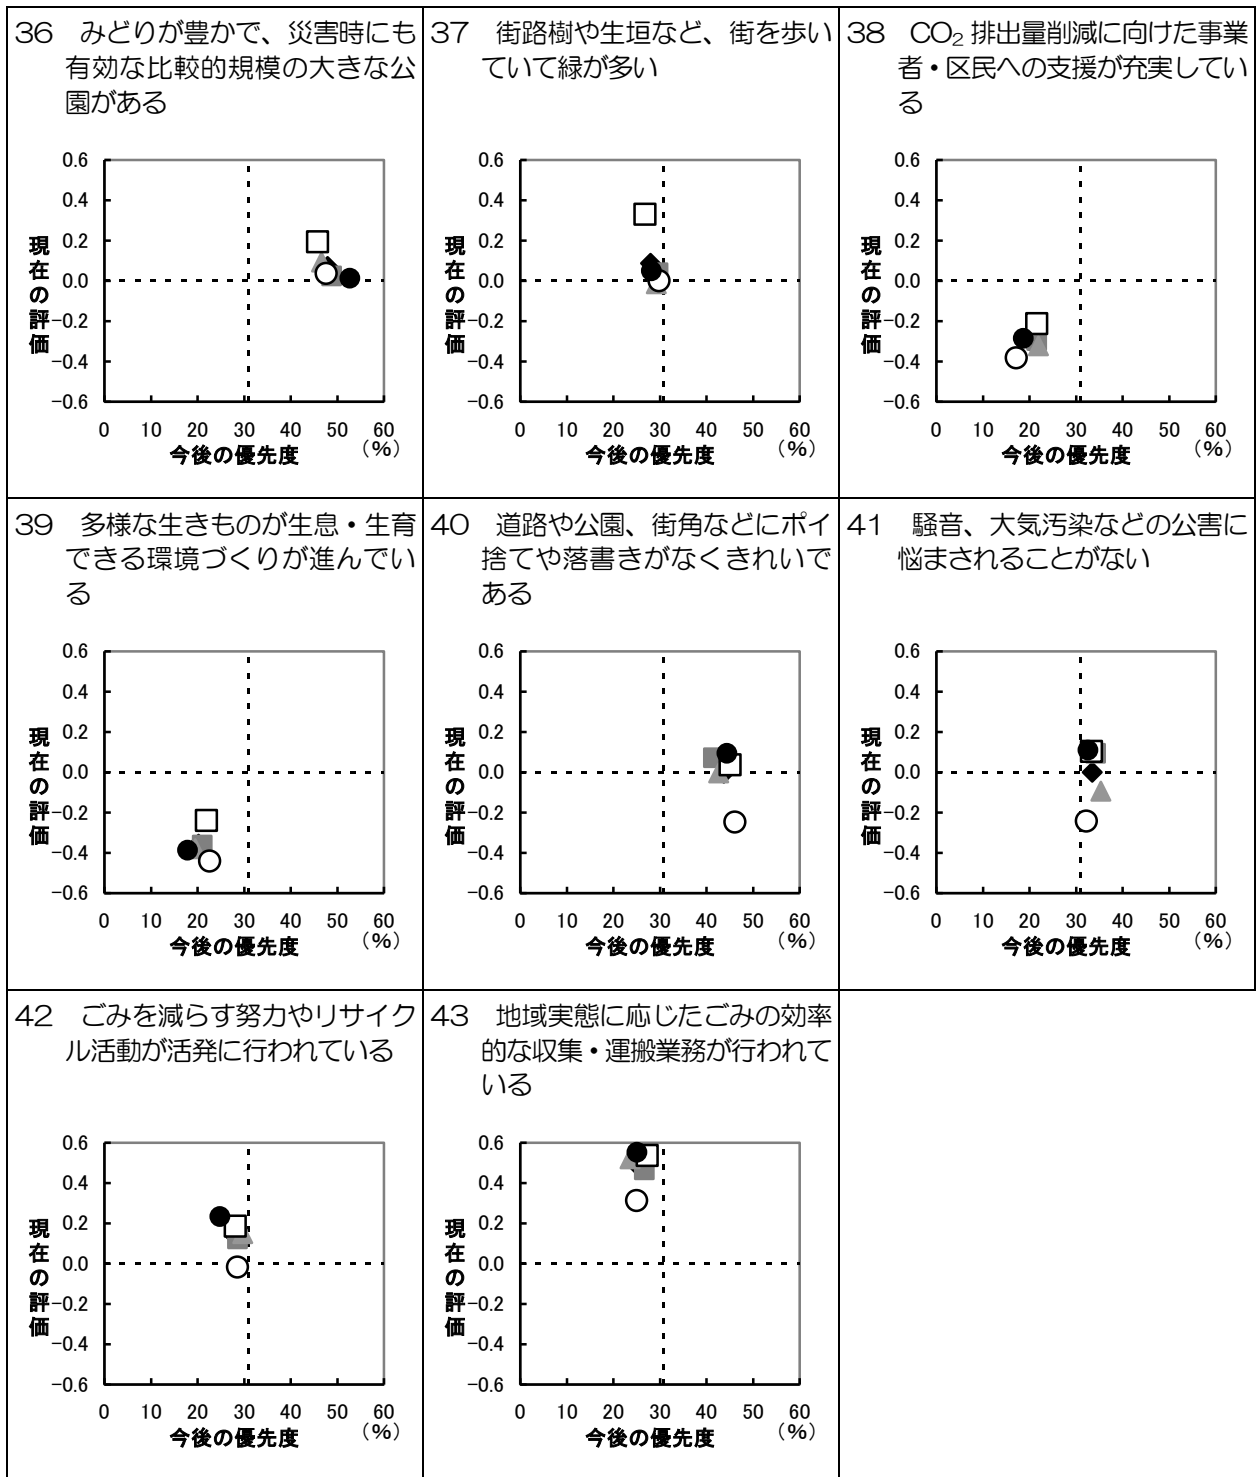 36 みどりが豊かで、災害時にも
有効な比較的規模の大きな公
園がある
0.6
0.4
0.2
0.0
−0.2
−0.4
−0.6
現在の評価
0 10 20 30 40 50 60
今後の優先度
(%)
37 街路樹や生垣など、街を歩い
ていて緑が多い
0.6
0.4
0.2
0.0
−0.2
−0.4
−0.6
現在の評価
0 10 20 30 40 50 60
今後の優先度
(%)
38 CO₂排出量削減に向けた事業
者・区民への支援が充実してい
る
0.6
0.4
0.2
0.0
−0.2
−0.4
−0.6
現在の評価
0 10 20 30 40 50 60
今後の優先度
(%)
39 多様な生きものが生息・生育
できる環境づくりが進んでい
る
0.6
0.4
0.2
0.0
−0.2
−0.4
−0.6
現在の評価
0 10 20 30 40 50 60
今後の優先度
(%)
40 道路や公園、街角などにポイ
捨てや落書きがなくきれいで
ある
0.6
0.4
0.2
0.0
−0.2
−0.4
−0.6
現在の評価
0 10 20 30 40 50 60
今後の優先度
(%)
41 騒音、大気汚染などの公害に
悩まされることがない
0.6
0.4
0.2
0.0
−0.2
−0.4
−0.6
現在の評価
0 10 20 30 40 50 60
今後の優先度
(%)
42 ごみを減らす努力やリサイク
ル活動が活発に行われている
0.6
0.4
0.2
0.0
−0.2
−0.4
−0.6
現在の評価
0 10 20 30 40 50 60
今後の優先度
(%)
43 地域実態に応じたごみの効率
的な収集・運搬業務が行われて
いる
0.6
0.4
0.2
0.0
−0.2
−0.4
−0.6
現在の評価
0 10 20 30 40 50 60
今後の優先度
(%)